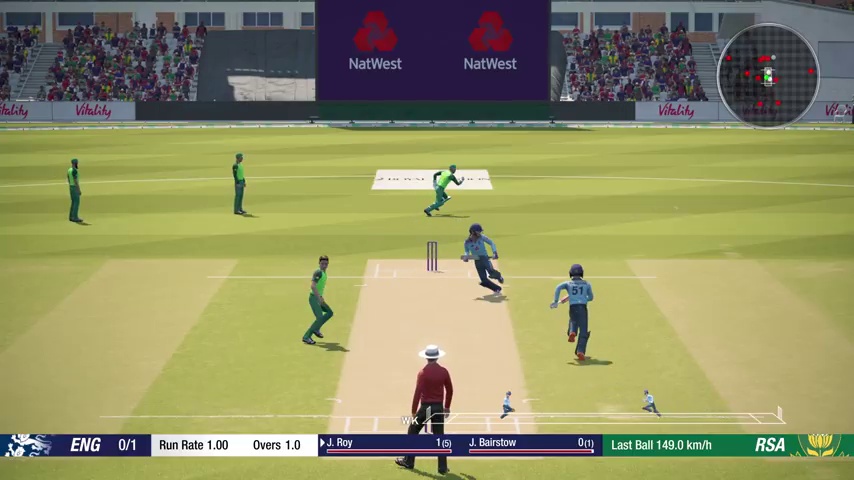 NatWest NatWest
Vitality Vitality Vitality Vitality
51
WK
ENG 0/1 Run Rate 1.00 Overs 1.0 J. Roy 1(5) J. Bairstow 0(1) Last Ball 149.0 km/h RSA